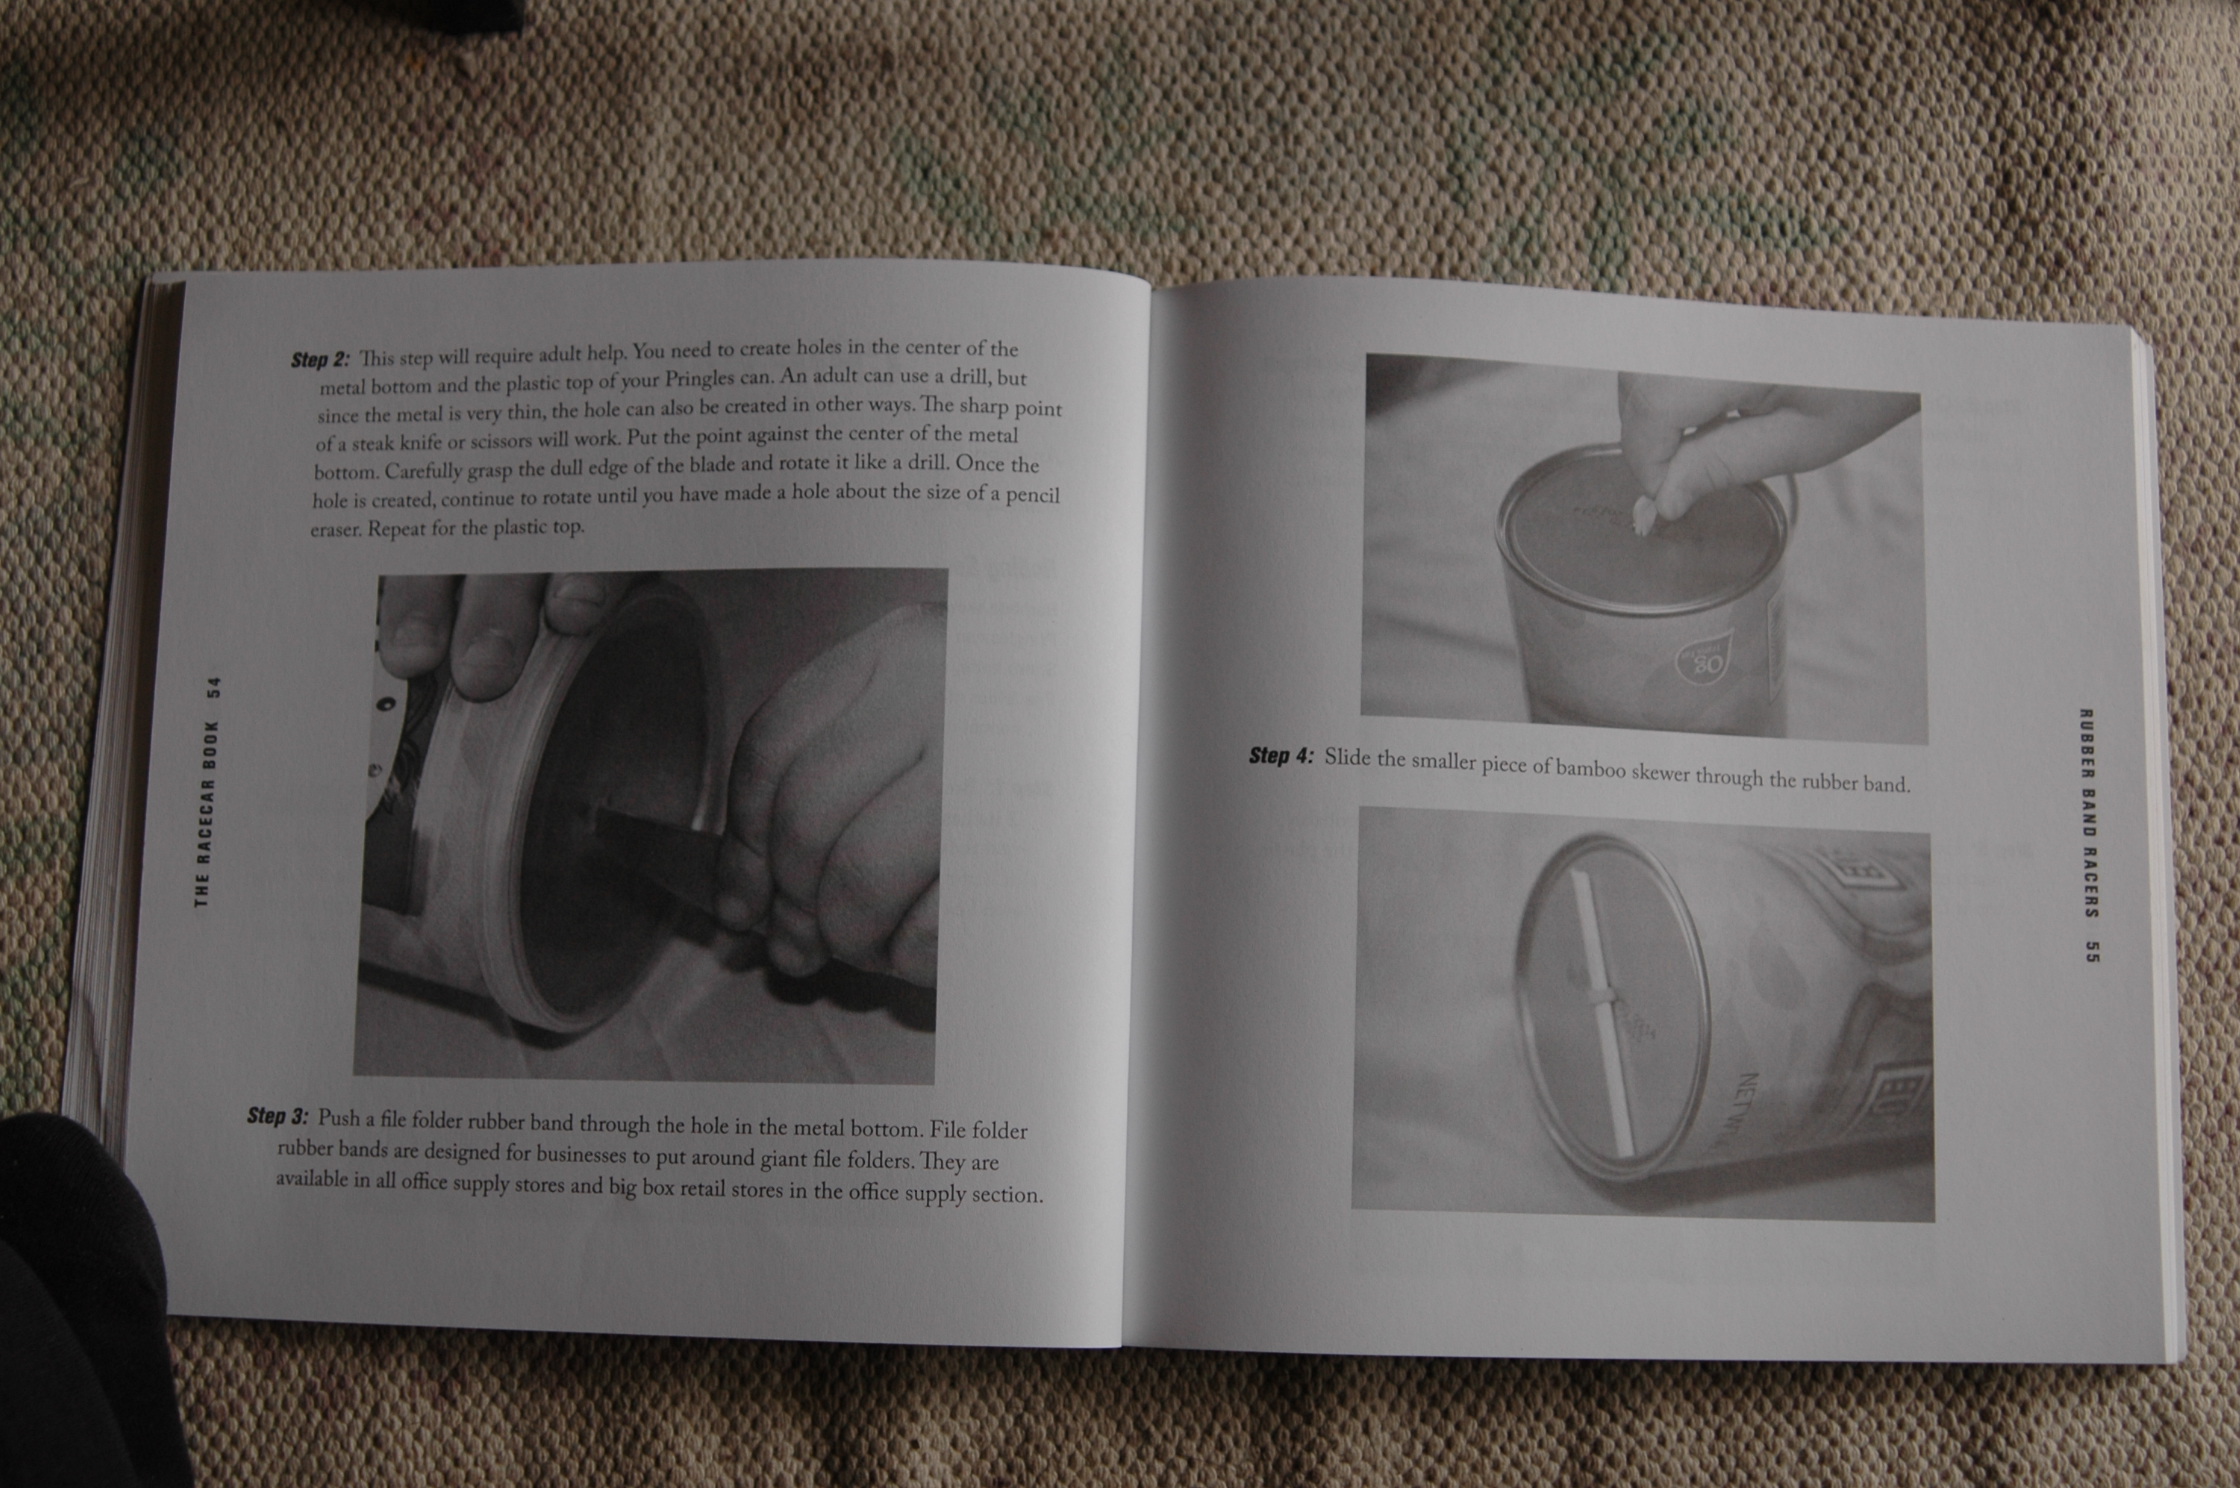 THE RACECAR BOOK 54
Step 2: This step will require adult help. You need to create holes in the center of the
metal bottom and the plastic top of your Pringles can. An adult can use a drill, but
since the metal is very thin, the hole can also be created in other ways. The sharp point
of a steak knife or scissors will work. Put the point against the center of the metal
bottom. Carefully grasp the dull edge of the blade and rotate it like a drill. Once the
hole is created, continue to rotate until you have made a hole about the size of a pencil
eraser. Repeat for the plastic top.
Step 3: Push a file folder rubber band through the hole in the metal bottom. File folder
rubber bands are designed for businesses to put around giant file folders. They are
available in all office supply stores and big box retail stores in the office supply section.
RUBBER BAND RACERS 55
0g
Step 4: Slide the smaller piece of bamboo skewer through the rubber band.
NET WT